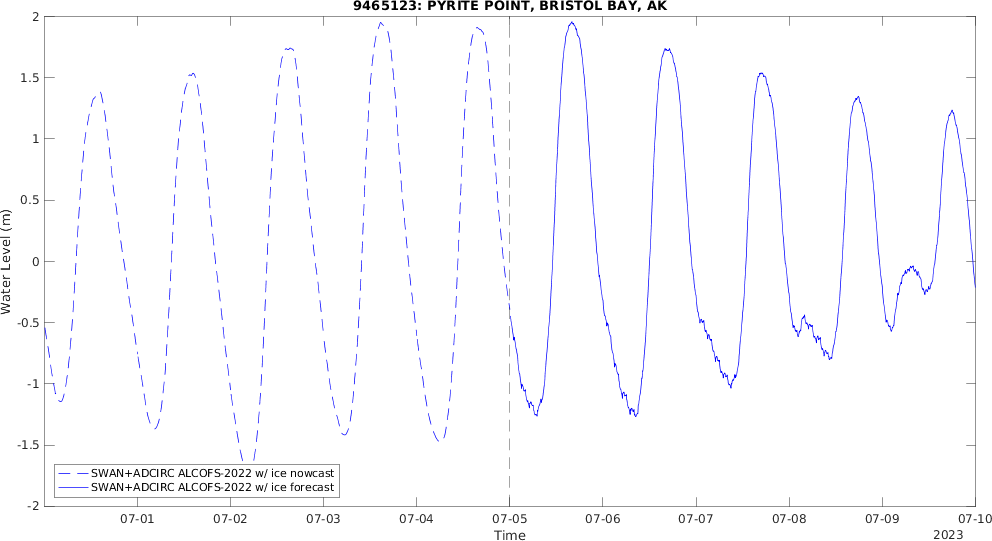 9465123: PYRITE POINT, BRISTOL BAY, AK
2
1.5
1
0.5
0
-0.5
-1
-1.5
-2
Water Level (m)
SWAN+ADCIRC ALCOFS-2022 w/ ice nowcast
SWAN+ADCIRC ALCOFS-2022 w/ ice forecast
07-01 07-02 07-03 07-04 07-05 07-06 07-07 07-08 07-09 07-10
Time
2023